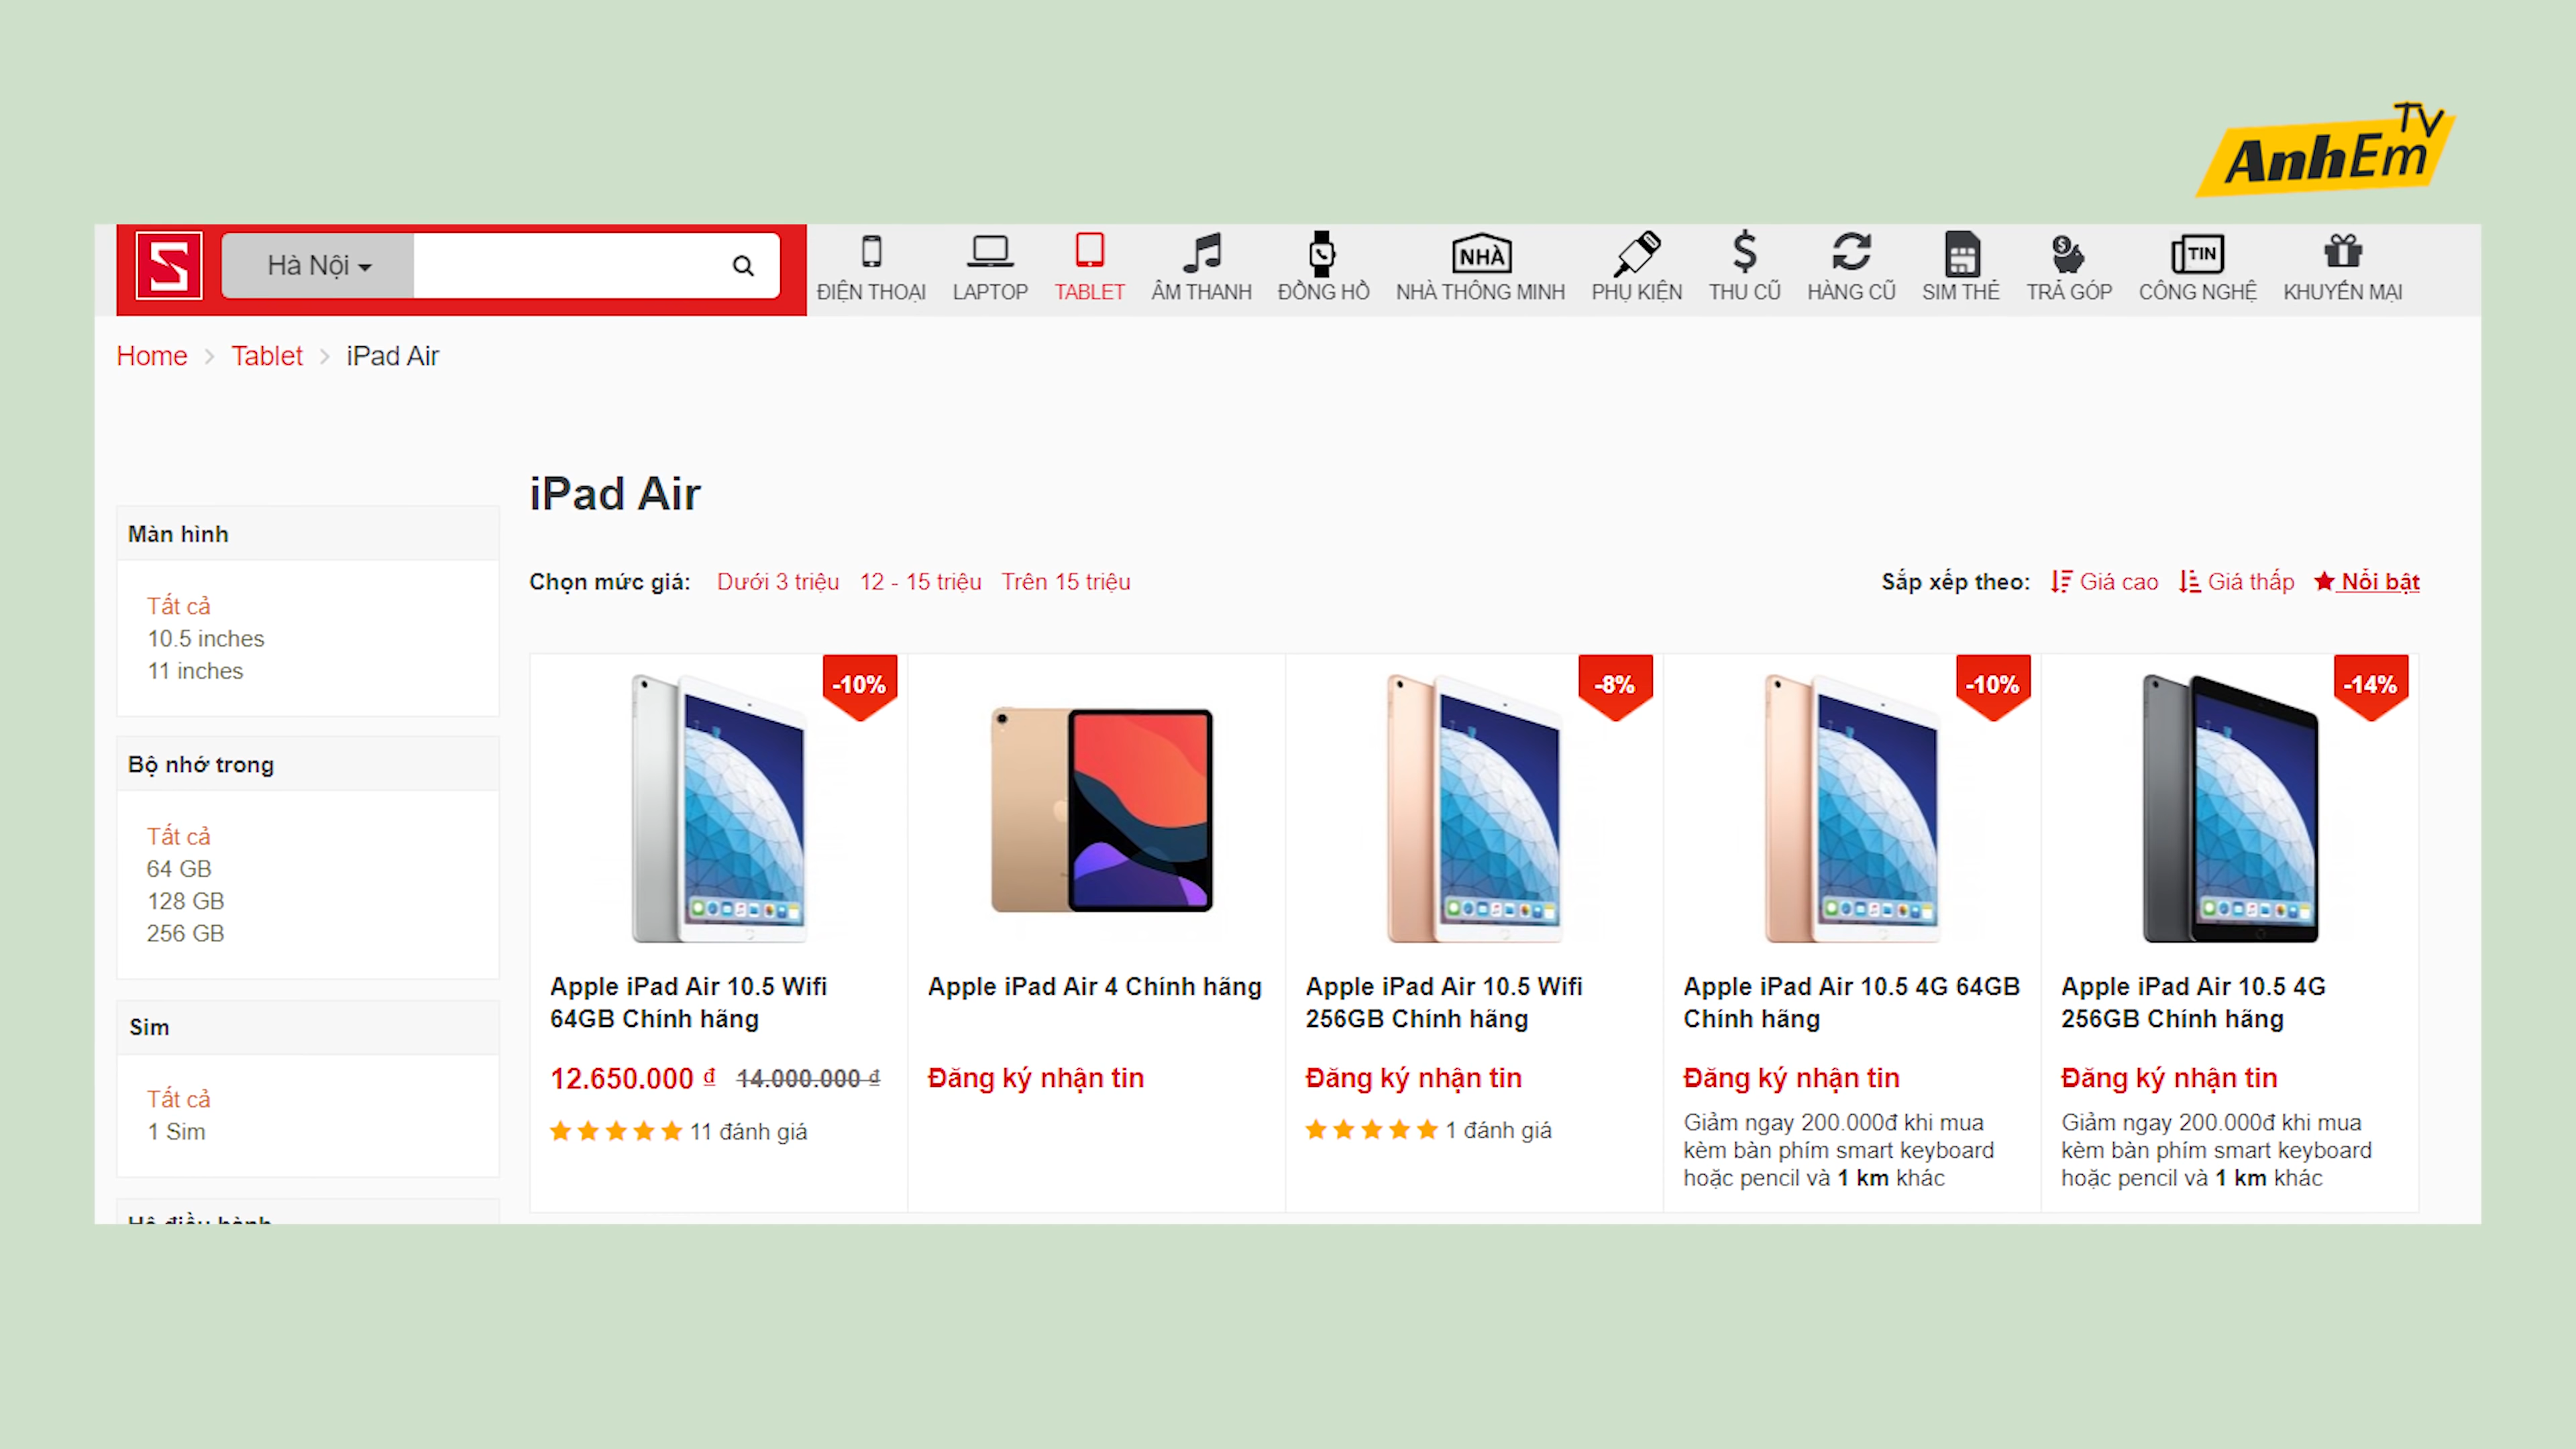 AnhEm TV
S
Hà Nội
ĐIỆN THOẠI
LAPTOP
TABLET
ÂM THANH
ĐỒNG HỒ
NHÀ
NHÀ THÔNG MINH
PHỤ KIỆN
THU CŨ
HÀNG CŨ
SIM THẺ
TRẢ GÓP
TIN
CÔNG NGHỆ
KHUYẾN MẠI
Home > Tablet > iPad Air
iPad Air
Màn hình
Tất cả
10.5 inches
11 inches
Bộ nhớ trong
Tất cả
64 GB
128 GB
256 GB
Sim
Tất cả
1 Sim
Hệ điều hành
Chọn mức giá: Dưới 3 triệu 12 - 15 triệu Trên 15 triệu
Sắp xếp theo: Giá cao Giá thấp Nổi bật
-10%
Apple iPad Air 10.5 Wifi
64GB Chính hãng
12.650.000 ₫ 14.000.000 ₫
11 đánh giá
Apple iPad Air 4 Chính hãng
Đăng ký nhận tin
-8%
Apple iPad Air 10.5 Wifi
256GB Chính hãng
Đăng ký nhận tin
1 đánh giá
-10%
Apple iPad Air 10.5 4G 64GB
Chính hãng
Đăng ký nhận tin
Giảm ngay 200.000đ khi mua
kèm bàn phím smart keyboard
hoặc pencil và 1 km khác
-14%
Apple iPad Air 10.5 4G
256GB Chính hãng
Đăng ký nhận tin
Giảm ngay 200.000đ khi mua
kèm bàn phím smart keyboard
hoặc pencil và 1 km khác